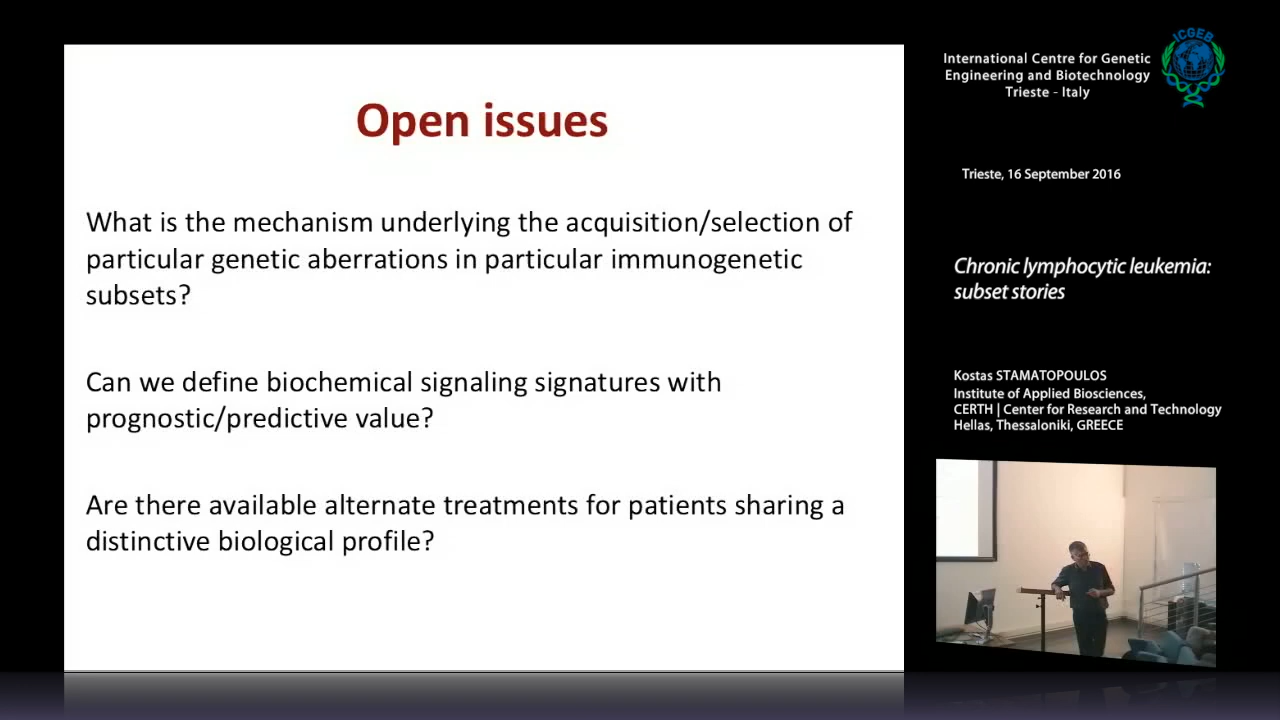 Open issues
What is the mechanism underlying the acquisition/selection of
particular genetic aberrations in particular immunogenetic
subsets?
Can we define biochemical signaling signatures with
prognostic/predictive value?
Are there available alternate treatments for patients sharing a
distinctive biological profile?
International Centre for Genetic
Engineering and Biotechnology
Trieste - Italy
ICGEB
Trieste, 16 September 2016
Chronic lymphocytic leukemia:
subset stories
Kostas STAMATOPOULOS
Institute of Applied Biosciences,
CERTH | Center for Research and Technology
Hellas, Thessaloniki, GREECE